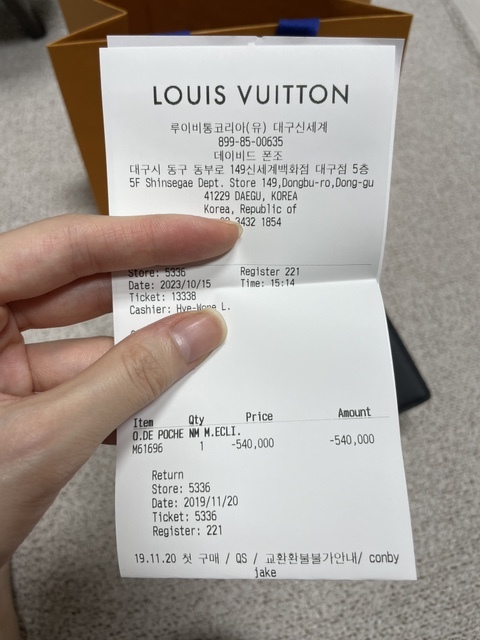 LOUIS VUITTON
루이비통코리아(유) 대구신세계
899-85-00635
데이비드 폰조
대구시 동구 동부로 149신세계백화점 대구점 5층
5F Shinsegae Dept. Store 149,Dongbu-ro,Dong-gu
41229 DAEGU, KOREA
Korea, Republic of
3432 1854
Store: 5336 Register 221
Date: 2023/10/15 Time: 15:14
Ticket: 13338
Cashier: Hye-Wone L.
Item Qty Price Amount
O.DE POCHE NM M.ECLI.
M61696 1 -540,000 -540,000
Return
Store: 5336
Date: 2019/11/20
Ticket: 5336
Register: 221
19.11.20 첫 구매 / QS / 교환환불불가안내/ conby
jake